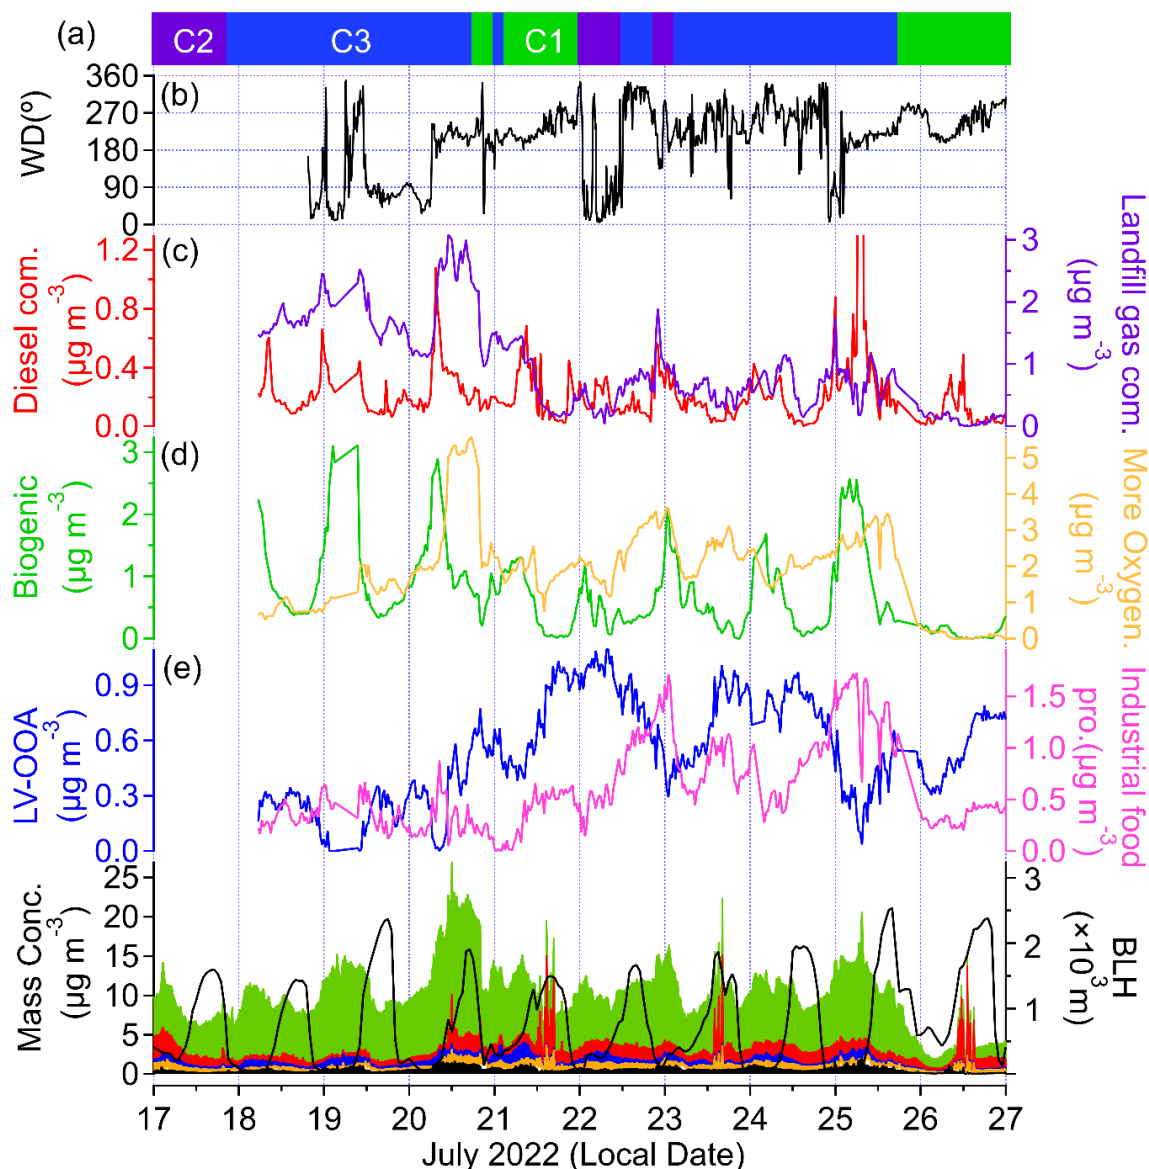 (a)
C2 C3 C1
(b)
WD(º)
360
270
180
90
0
(c)
Diesel com.
(µg m⁻³)
1.2
0.8
0.4
0.0
3
2
1
0
Landfill gas com.
(µg m⁻³)
(d)
Biogenic
(µg m⁻³)
3
2
1
0
5
4
3
2
1
0
More Oxygen.
(µg m⁻³)
(e)
LV-OOA
(µg m⁻³)
0.9
0.6
0.3
0.0
1.5
1.0
0.5
0.0
Industrial food
pro.(µg m⁻³)
Mass Conc.
(µg m⁻³)
25
20
15
10
5
0
3
2
1
0
BLH
(×10³ m)
17 18 19 20 21 22 23 24 25 26 27
July 2022 (Local Date)